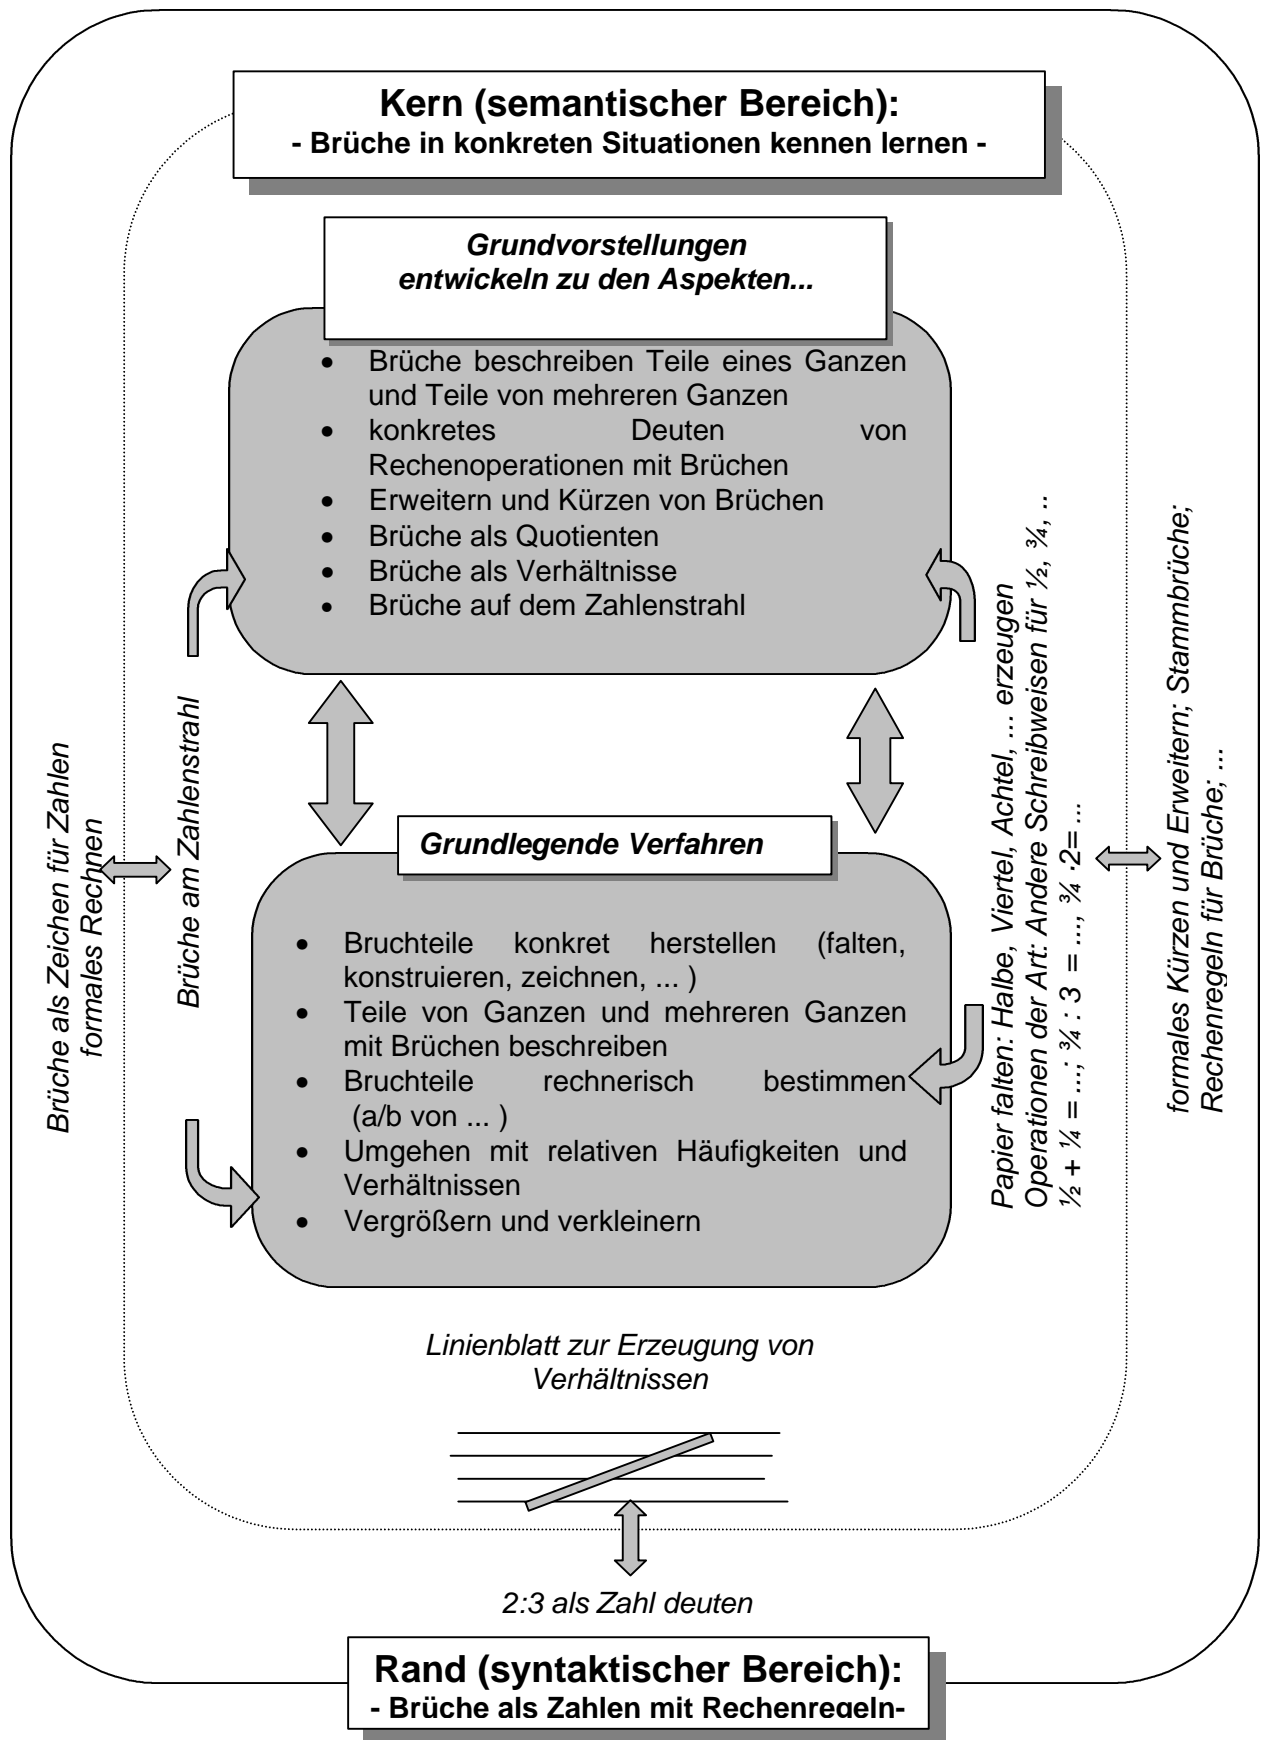 Kern (semantischer Bereich):
- Brüche in konkreten Situationen kennen lernen -
Grundvorstellungen
entwickeln zu den Aspekten...
• Brüche beschreiben Teile eines Ganzen
und Teile von mehreren Ganzen
• konkretes Deuten von
Rechenoperationen mit Brüchen
• Erweitern und Kürzen von Brüchen
• Brüche als Quotienten
• Brüche als Verhältnisse
• Brüche auf dem Zahlenstrahl
Brüche als Zeichen für Zahlen
formales Rechnen
Brüche am Zahlenstrahl
Grundlegende Verfahren
• Bruchteile konkret herstellen (falten,
konstruieren, zeichnen, ... )
• Teile von Ganzen und mehreren Ganzen
mit Brüchen beschreiben
• Bruchteile rechnerisch bestimmen
(a/b von ... )
• Umgehen mit relativen Häufigkeiten und
Verhältnissen
• Vergrößern und verkleinern
Papier falten: Halbe, Viertel, Achtel, ... erzeugen
Operationen der Art: Andere Schreibweisen für ½, ¾, ..
½ + ¼ = ...; ¾ : 3 = ..., ¾ ·2= ...
formales Kürzen und Erweitern; Stammbrüche;
Rechenregeln für Brüche; ...
Linienblatt zur Erzeugung von
Verhältnissen
2:3 als Zahl deuten
Rand (syntaktischer Bereich):
- Brüche als Zahlen mit Rechenregeln-